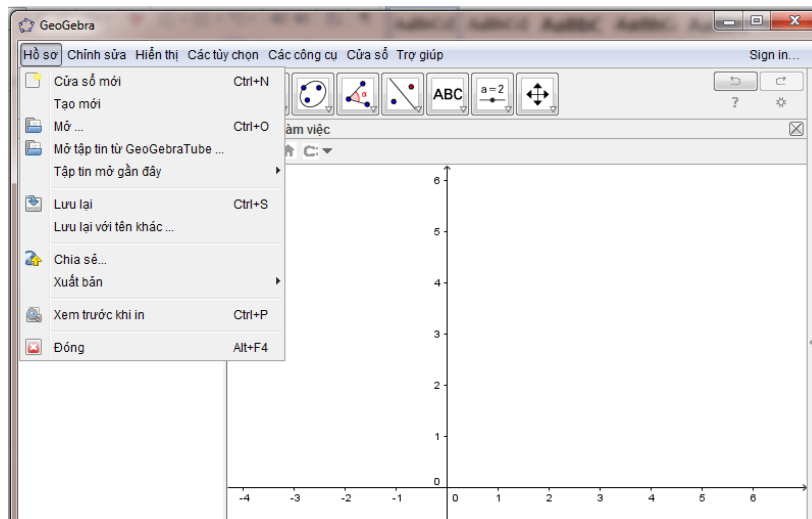 GeoGebra
Hồ sơ Chỉnh sửa Hiển thị Các tùy chọn Các công cụ Cửa sổ Trợ giúp Sign in...
Cửa sổ mới Ctrl+N
Tạo mới
Mở ... Ctrl+O
Mở tập tin từ GeoGebraTube ...
Tập tin mở gần đây
Lưu lại Ctrl+S
Lưu lại với tên khác ...
Chia sẻ...
Xuất bản
Xem trước khi in Ctrl+P
Đóng Alt+F4
α ABC a=2
?
àm việc
6
5
4
3
2
1
0
-4 -3 -2 -1 0 1 2 3 4 5 6